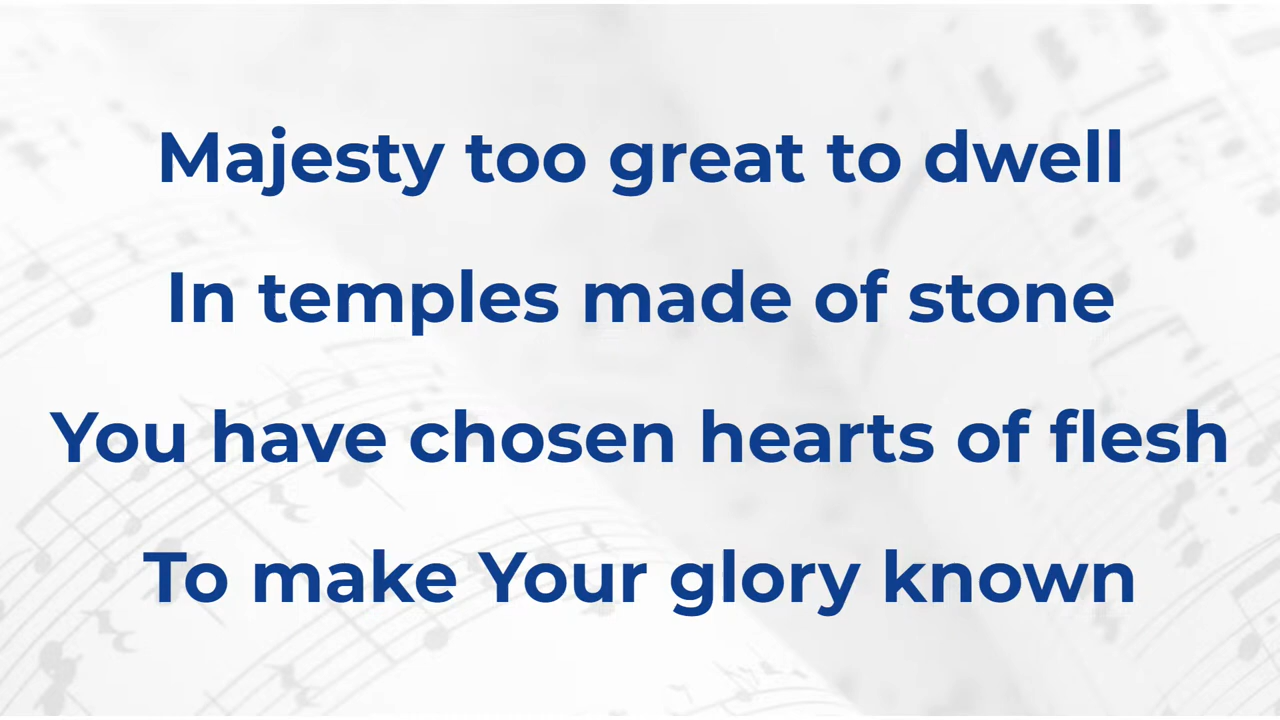 Majesty too great to dwell
In temples made of stone
You have chosen hearts of flesh
To make Your glory known